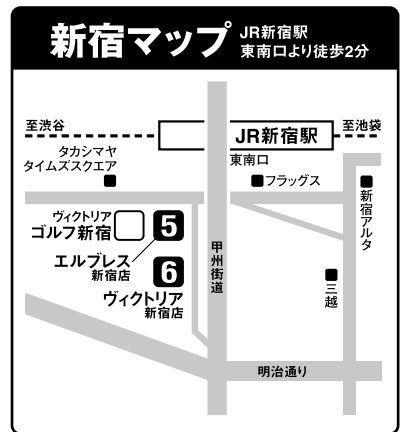 新宿マップ
JR新宿駅
東南口より徒歩2分
至渋谷
JR新宿駅
至池袋
タカシマヤ
タイムズスクエア
東南口
フラッグス
新宿アルタ
ヴィクトリア
ゴルフ新宿
5
エルブレス
新宿店
6
ヴィクトリア
新宿店
甲州街道
三越
明治通り